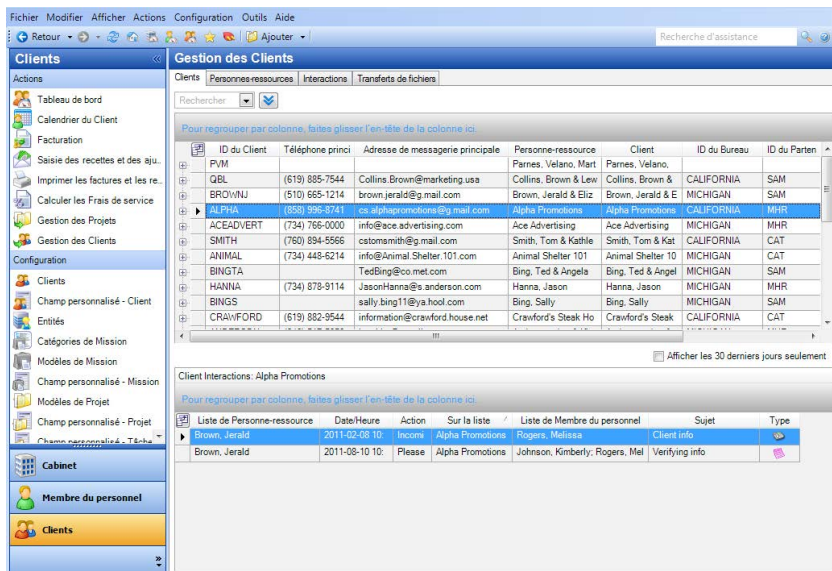 Fichier Modifier Afficher Actions Configuration Outils Aide
Retour Ajouter Recherche d'assistance
Clients
Actions
Tableau de bord
Calendrier du Client
Facturation
Saisie des recettes et des aju..
Imprimer les factures et les re..
Calculer les Frais de service
Gestion des Projets
Gestion des Clients
Configuration
Clients
Champ personnalisé - Client
Entités
Catégories de Mission
Modèles de Mission
Champ personnalisé - Mission
Modèles de Projet
Champ personnalisé - Projet
Champ personnalisé - Tâche
Cabinet
Membre du personnel
Clients
Gestion des Clients
Clients Personnes-ressources Interactions Transferts de fichiers
Rechercher
Pour regrouper par colonne, faites glisser l'en-tête de la colonne ici.
ID du Client Téléphone princi Adresse de messagerie principale Personne-ressource Client ID du Bureau ID du Parten
PVM Parnes, Velano, Mart Parnes, Velano,
QBL (619) 885-7544 Collins.Brown@marketing.usa Collins, Brown & Lew Collins, Brown & CALIFORNIA SAM
BROWNJ (510) 665-1214 brown.jerald@g.mail.com Brown, Jerald & Eliz Brown, Jerald & E MICHIGAN SAM
ALPHA (858) 996-8741 cs.alphapromotions@g.mail.com Alpha Promotions Alpha Promotions CALIFORNIA MHR
ACEADVERT (734) 766-0000 info@ace.advertising.com Ace Advertising Ace Advertising MICHIGAN MHR
SMITH (760) 894-5566 cstomsmith@g.mail.com Smith, Tom & Kathle Smith, Tom & Kat CALIFORNIA CAT
ANIMAL (734) 448-6214 info@Animal.Shelter.101.com Animal Shelter 101 Animal Shelter 10 MICHIGAN CAT
BINGTA TedBing@co.met.com Bing, Ted & Angela Bing, Ted & Angel MICHIGAN SAM
HANNA (734) 878-9114 JasonHanna@s.anderson.com Hanna, Jason Hanna, Jason MICHIGAN MHR
BINGS sally.bing11@ya.hool.com Bing, Sally Bing, Sally MICHIGAN SAM
CRAWFORD (619) 882-9544 information@crawford.house.net Crawford's Steak Ho Crawford's Steak CALIFORNIA CAT
Afficher les 30 derniers jours seulement
Client Interactions: Alpha Promotions
Pour regrouper par colonne, faites glisser l'en-tête de la colonne ici.
Liste de Personne-ressource Date/Heure Action Sur la liste Liste de Membre du personnel Sujet Type
Brown, Jerald 2011-02-08 10: Incomi Alpha Promotions Rogers, Melissa Client info
Brown, Jerald 2011-08-10 10: Please Alpha Promotions Johnson, Kimberly; Rogers, Mel Verifying info